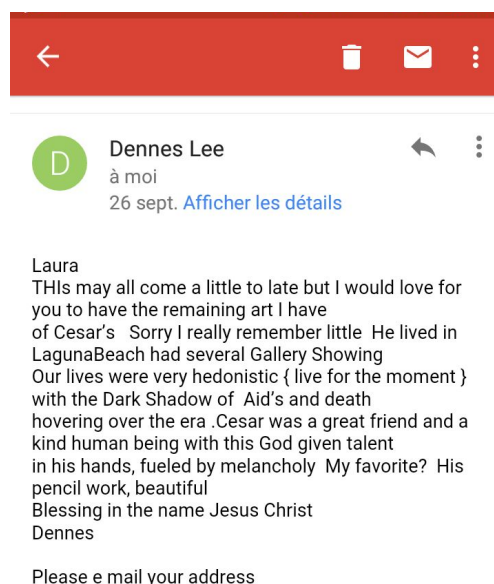 D
Dennes Lee
à moi
26 sept. Afficher les détails
Laura
THIs may all come a little to late but I would love for
you to have the remaining art I have
of Cesar’s   Sorry I really remember little  He lived in
LagunaBeach had several Gallery Showing
Our lives were very hedonistic { live for the moment }
with the Dark Shadow of  Aid’s and death
hovering over the era .Cesar was a great friend and a
kind human being with this God given talent
in his hands, fueled by melancholy  My favorite?  His
pencil work, beautiful
Blessing in the name Jesus Christ
Dennes
Please e mail your address